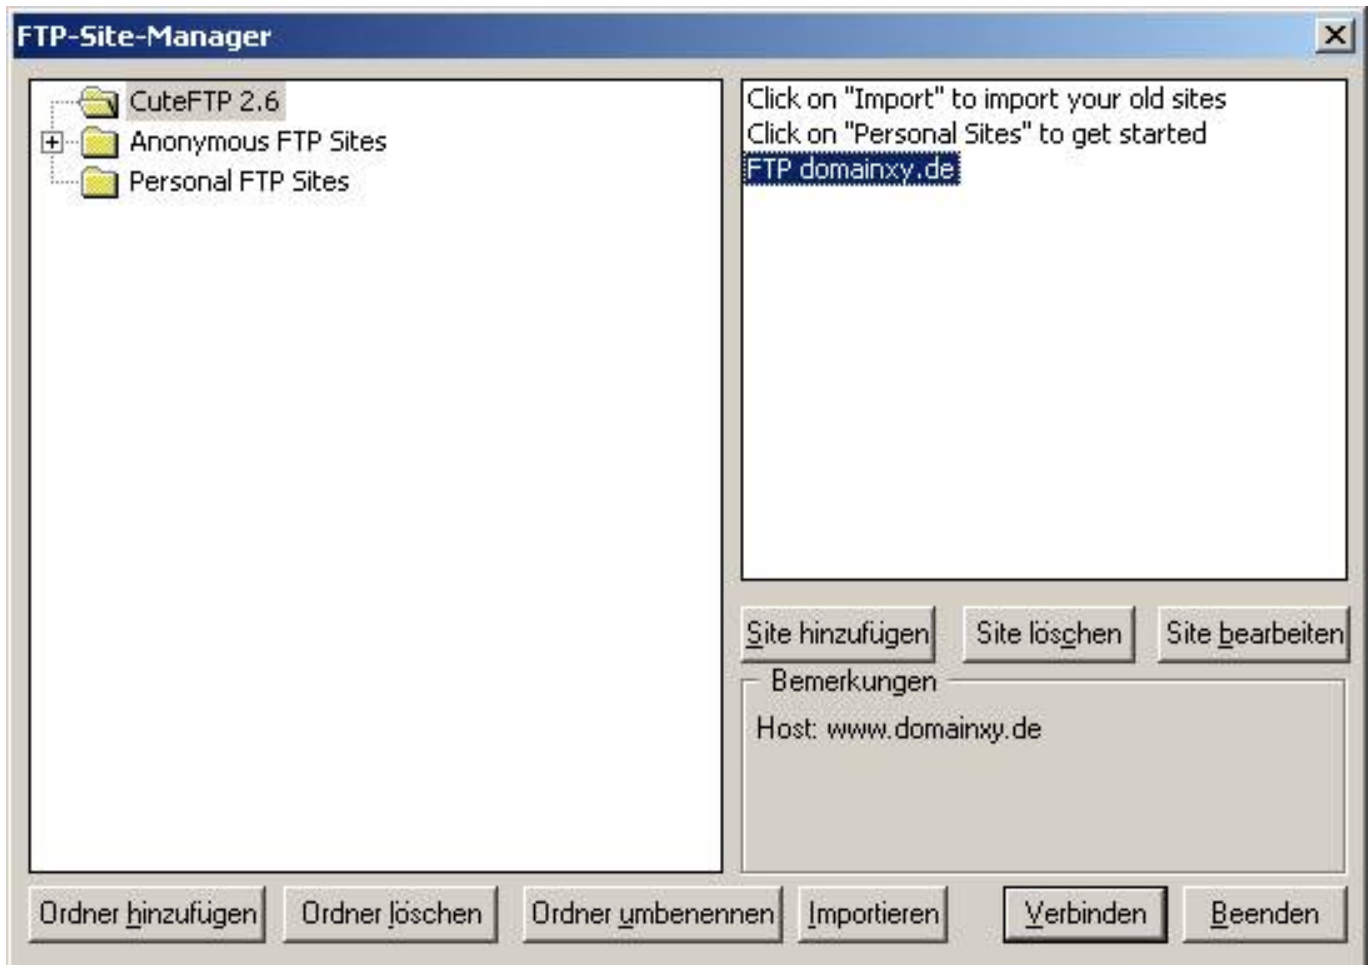 FTP-Site-Manager
CuteFTP 2.6
Anonymous FTP Sites
Personal FTP Sites
Click on "Import" to import your old sites
Click on "Personal Sites" to get started
FTP domainxy.de
Site hinzufügen
Site löschen
Site bearbeiten
Bemerkungen
Host: www.domainxy.de
Ordner hinzufügen
Ordner löschen
Ordner umbenennen
Importieren
Verbinden
Beenden